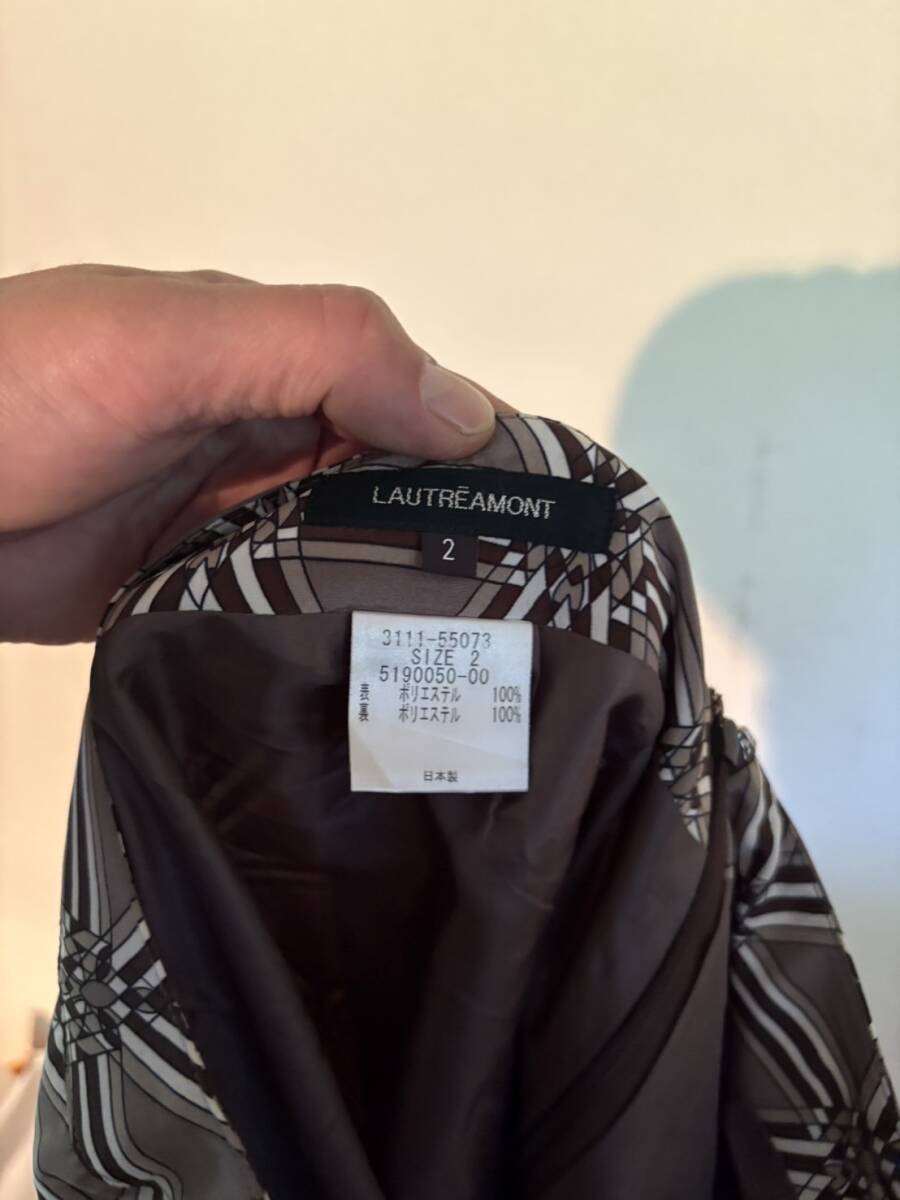 LAUTRĒAMONT
2
3111-55073
SIZE 2
5190050-00
表 ポリエステル 100%
裏 ポリエステル 100%
日本製